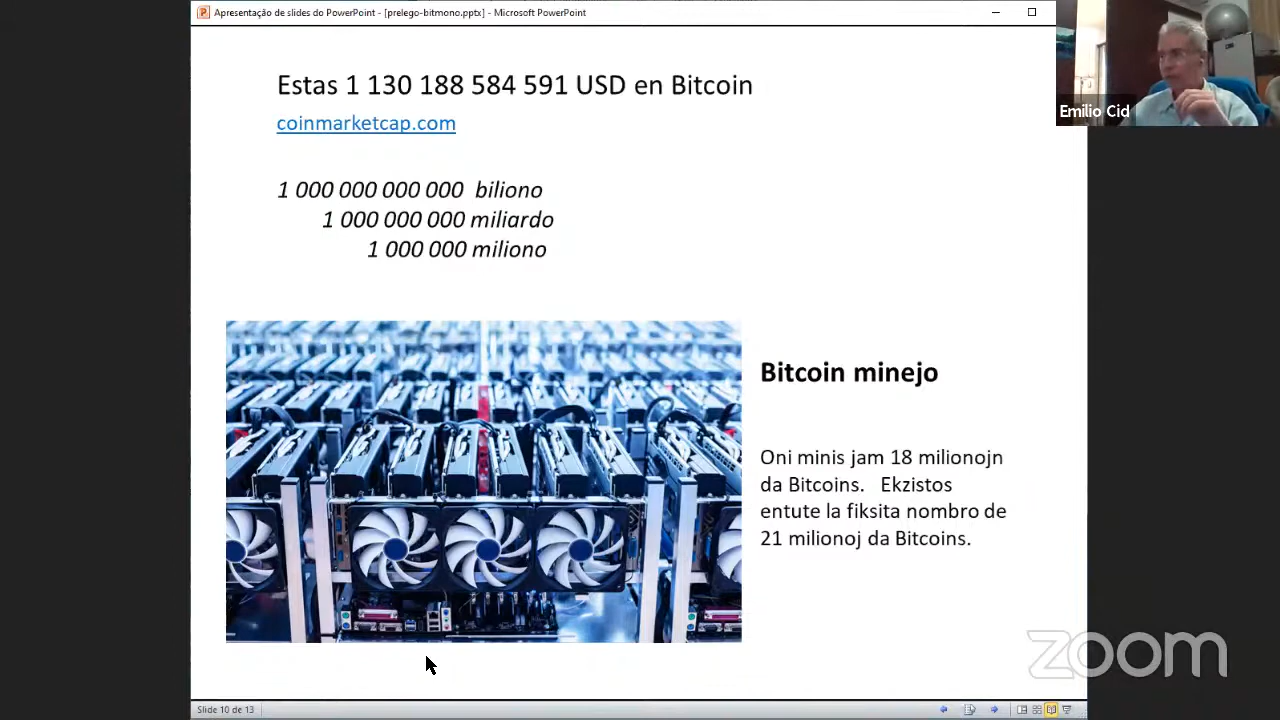 Apresentação de slides do PowerPoint - [prelego-bitmono.pptx] - Microsoft PowerPoint
Estas 1 130 188 584 591 USD en Bitcoin
coinmarketcap.com
1 000 000 000 000 biliono
1 000 000 000 miliardo
1 000 000 miliono
Emilio Cid
Bitcoin minejo
Oni minis jam 18 milionojn
da Bitcoins. Ekzistos
entute la fiksita nombro de
21 milionoj da Bitcoins.
zoom
Slide 10 de 13